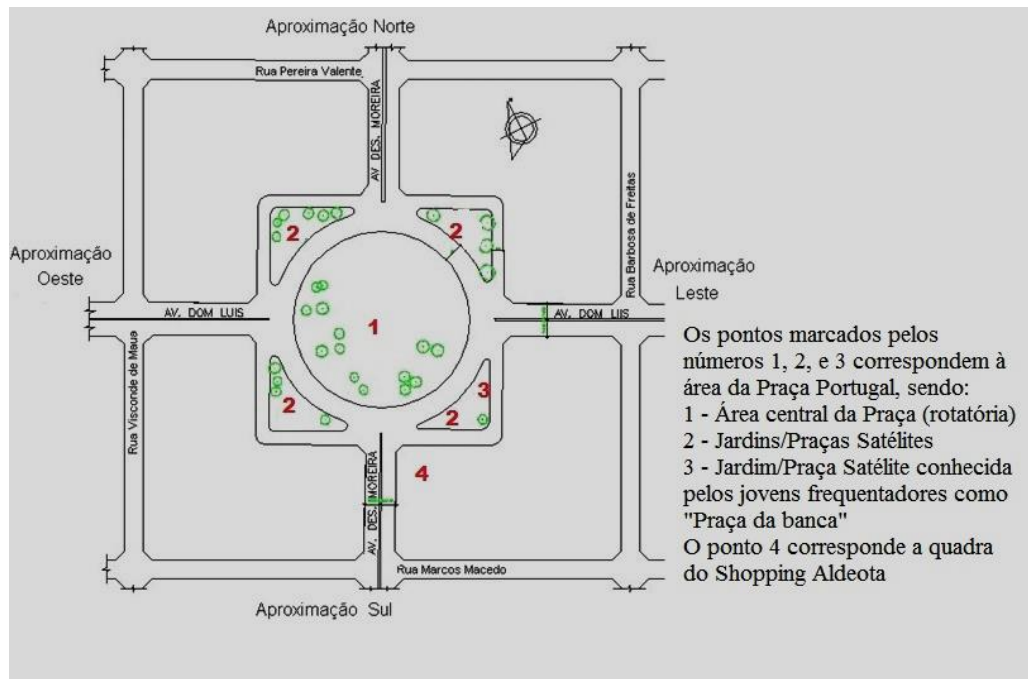 Aproximação Norte
Rua Pereira Valente
AV DES. MOREIRA
Rua Barbosa de Freitas
2
2
Aproximação
Oeste
Aproximação
Leste
AV. DOM LUIS
1
AV. DOM LIIS
Rua Visconde de Maua
2
3
2
4
AV. DES. MOREIRA
Rua Marcos Macedo
Aproximação Sul
Os pontos marcados pelos
números 1, 2, e 3 correspondem à
área da Praça Portugal, sendo:
1 - Área central da Praça (rotatória)
2 - Jardins/Praças Satélites
3 - Jardim/Praça Satélite conhecida
pelos jovens frequentadores como
"Praça da banca"
O ponto 4 corresponde a quadra
do Shopping Aldeota